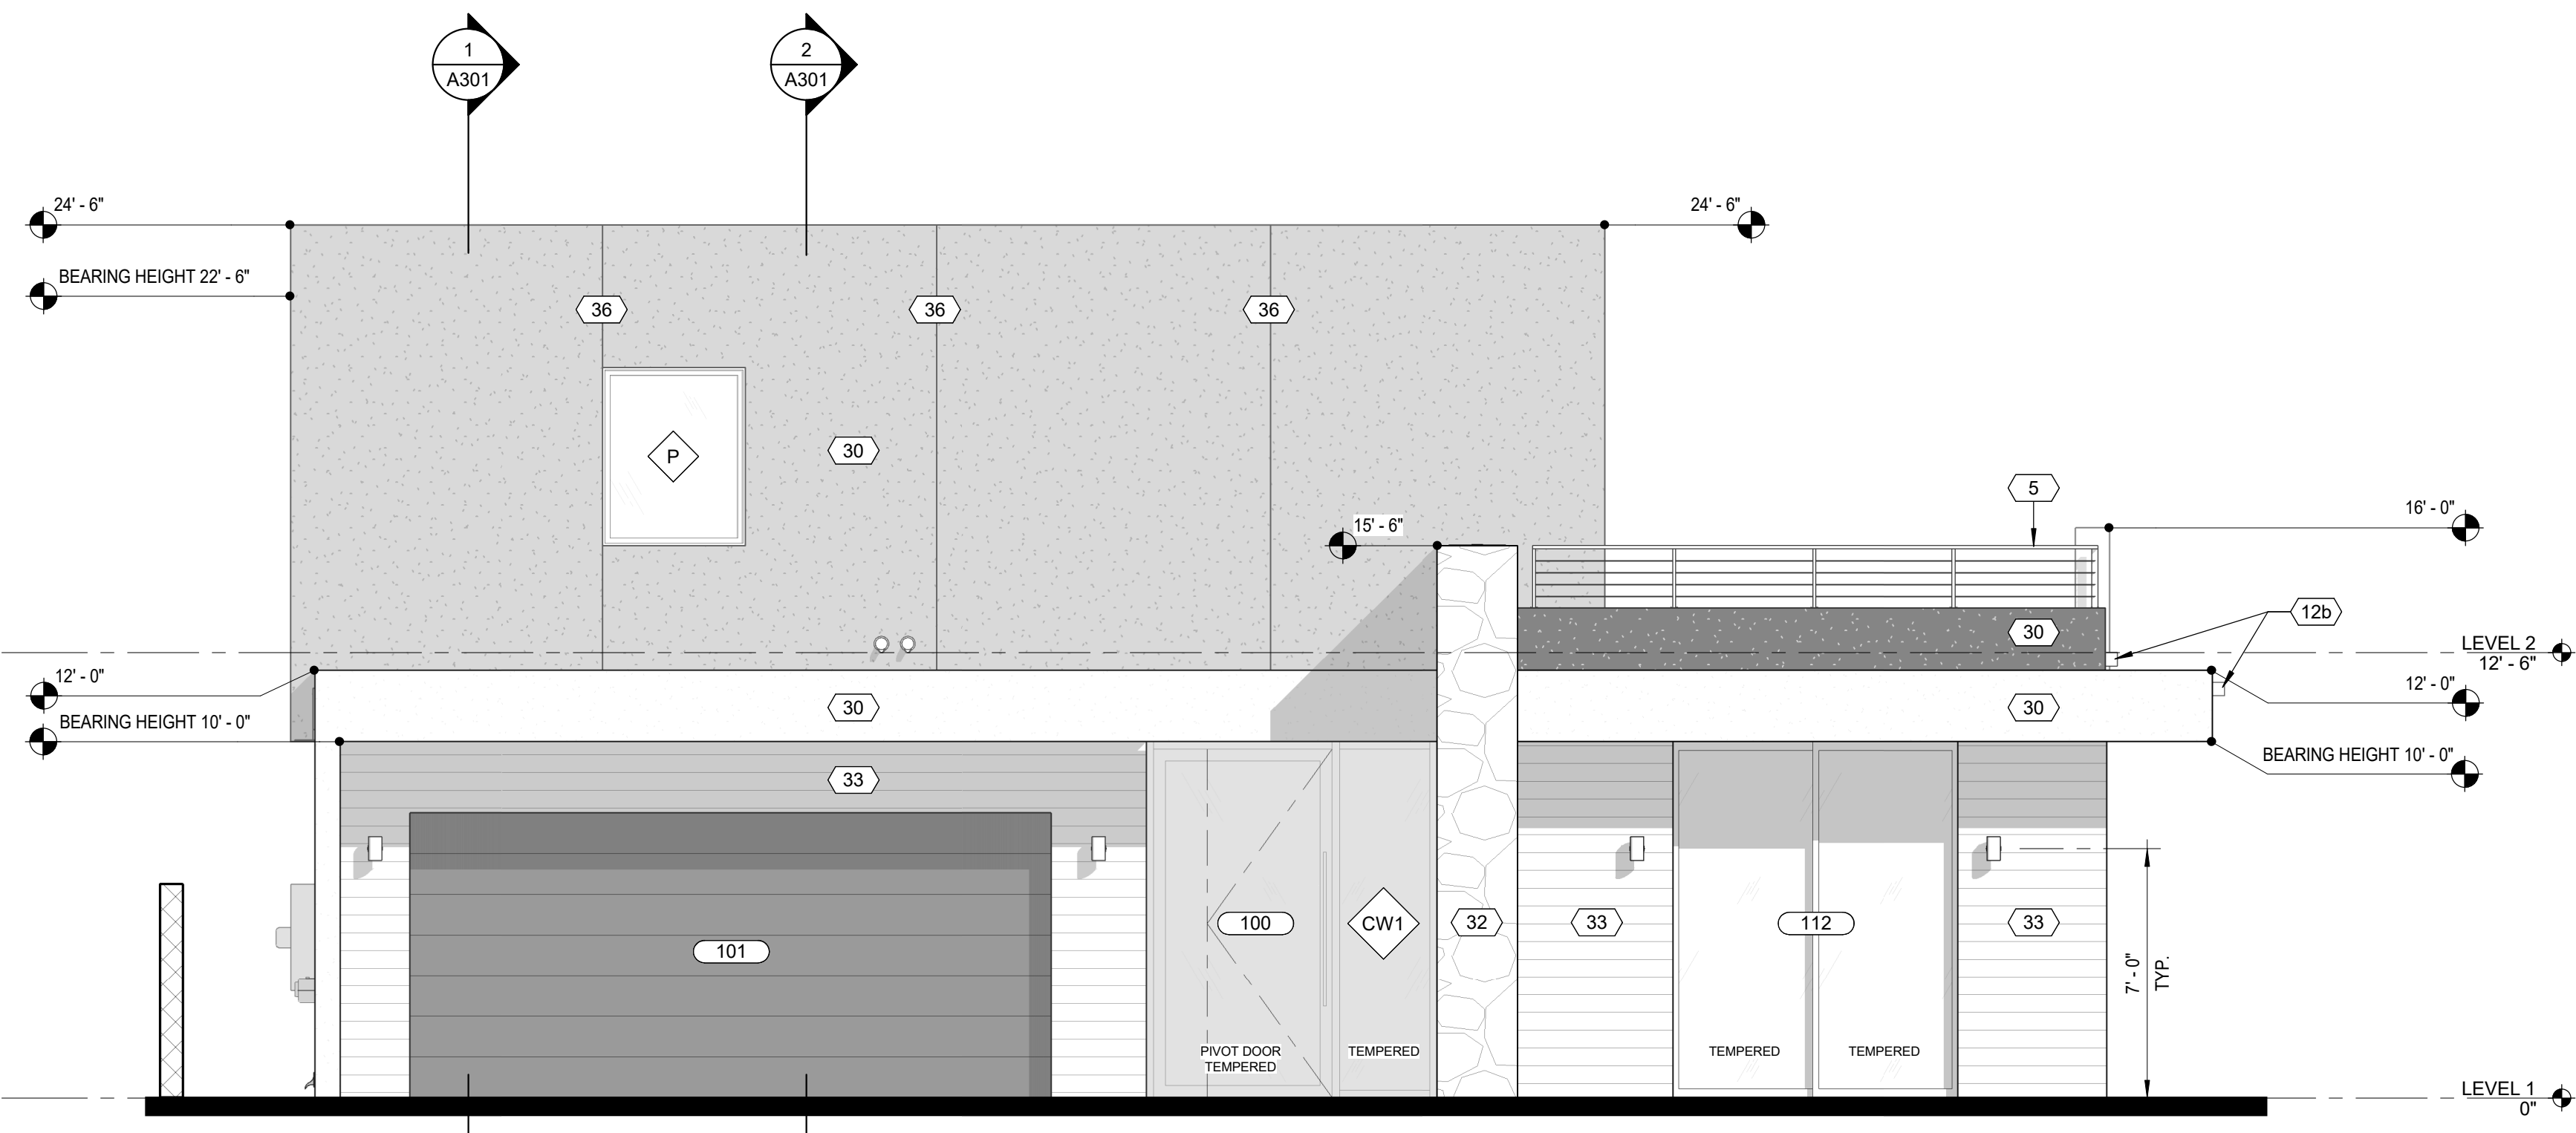 1
A301
2
A301
24' - 6"
24' - 6"
BEARING HEIGHT 22' - 6"
36
36
36
30
P
5
15' - 6"
16' - 0"
12b
30
LEVEL 2
12' - 6"
12' - 0"
12' - 0"
30
30
BEARING HEIGHT 10' - 0"
BEARING HEIGHT 10' - 0"
33
100
CW1
32
33
112
33
101
7' - 0"
TYP.
PIVOT DOOR
TEMPERED
TEMPERED
TEMPERED
TEMPERED
LEVEL 1
0"